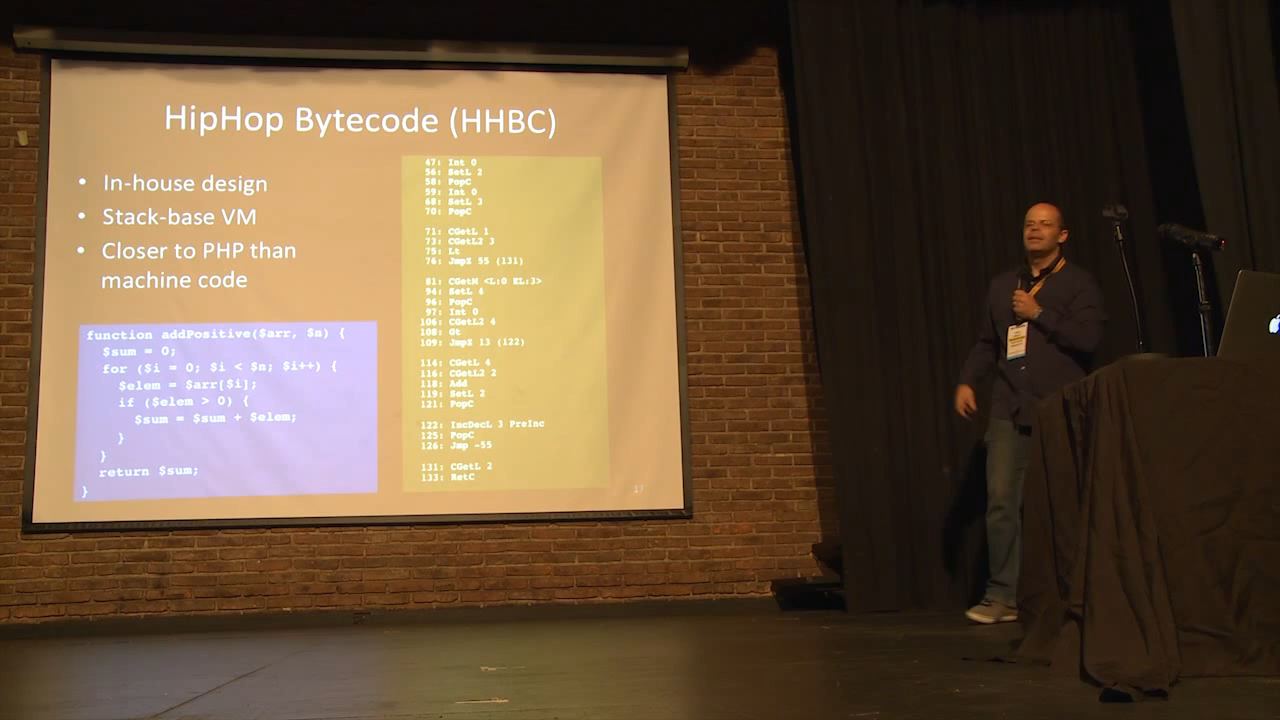 HipHop Bytecode (HHBC)
• In-house design
• Stack-base VM
• Closer to PHP than
machine code
function addPositive($arr, $n) {
$sum = 0;
for ($i = 0; $i < $n; $i++) {
$elem = $arr[$i];
if ($elem > 0) {
$sum = $sum + $elem;
}
}
return $sum;
}
47: Int 0
56: SetL 2
58: PopC
59: Int 0
68: SetL 3
70: PopC
71: CGetL 1
73: CGetL2 3
75: Lt
76: JmpZ 55 (131)
81: CGetM <L:0 EL:3>
94: SetL 4
96: PopC
97: Int 0
106: CGetL2 4
108: Gt
109: JmpZ 13 (122)
114: CGetL 4
116: CGetL2 2
118: Add
119: SetL 2
121: PopC
122: IncDecL 3 PreInc
125: PopC
126: Jmp -55
131: CGetL 2
133: RetC
17